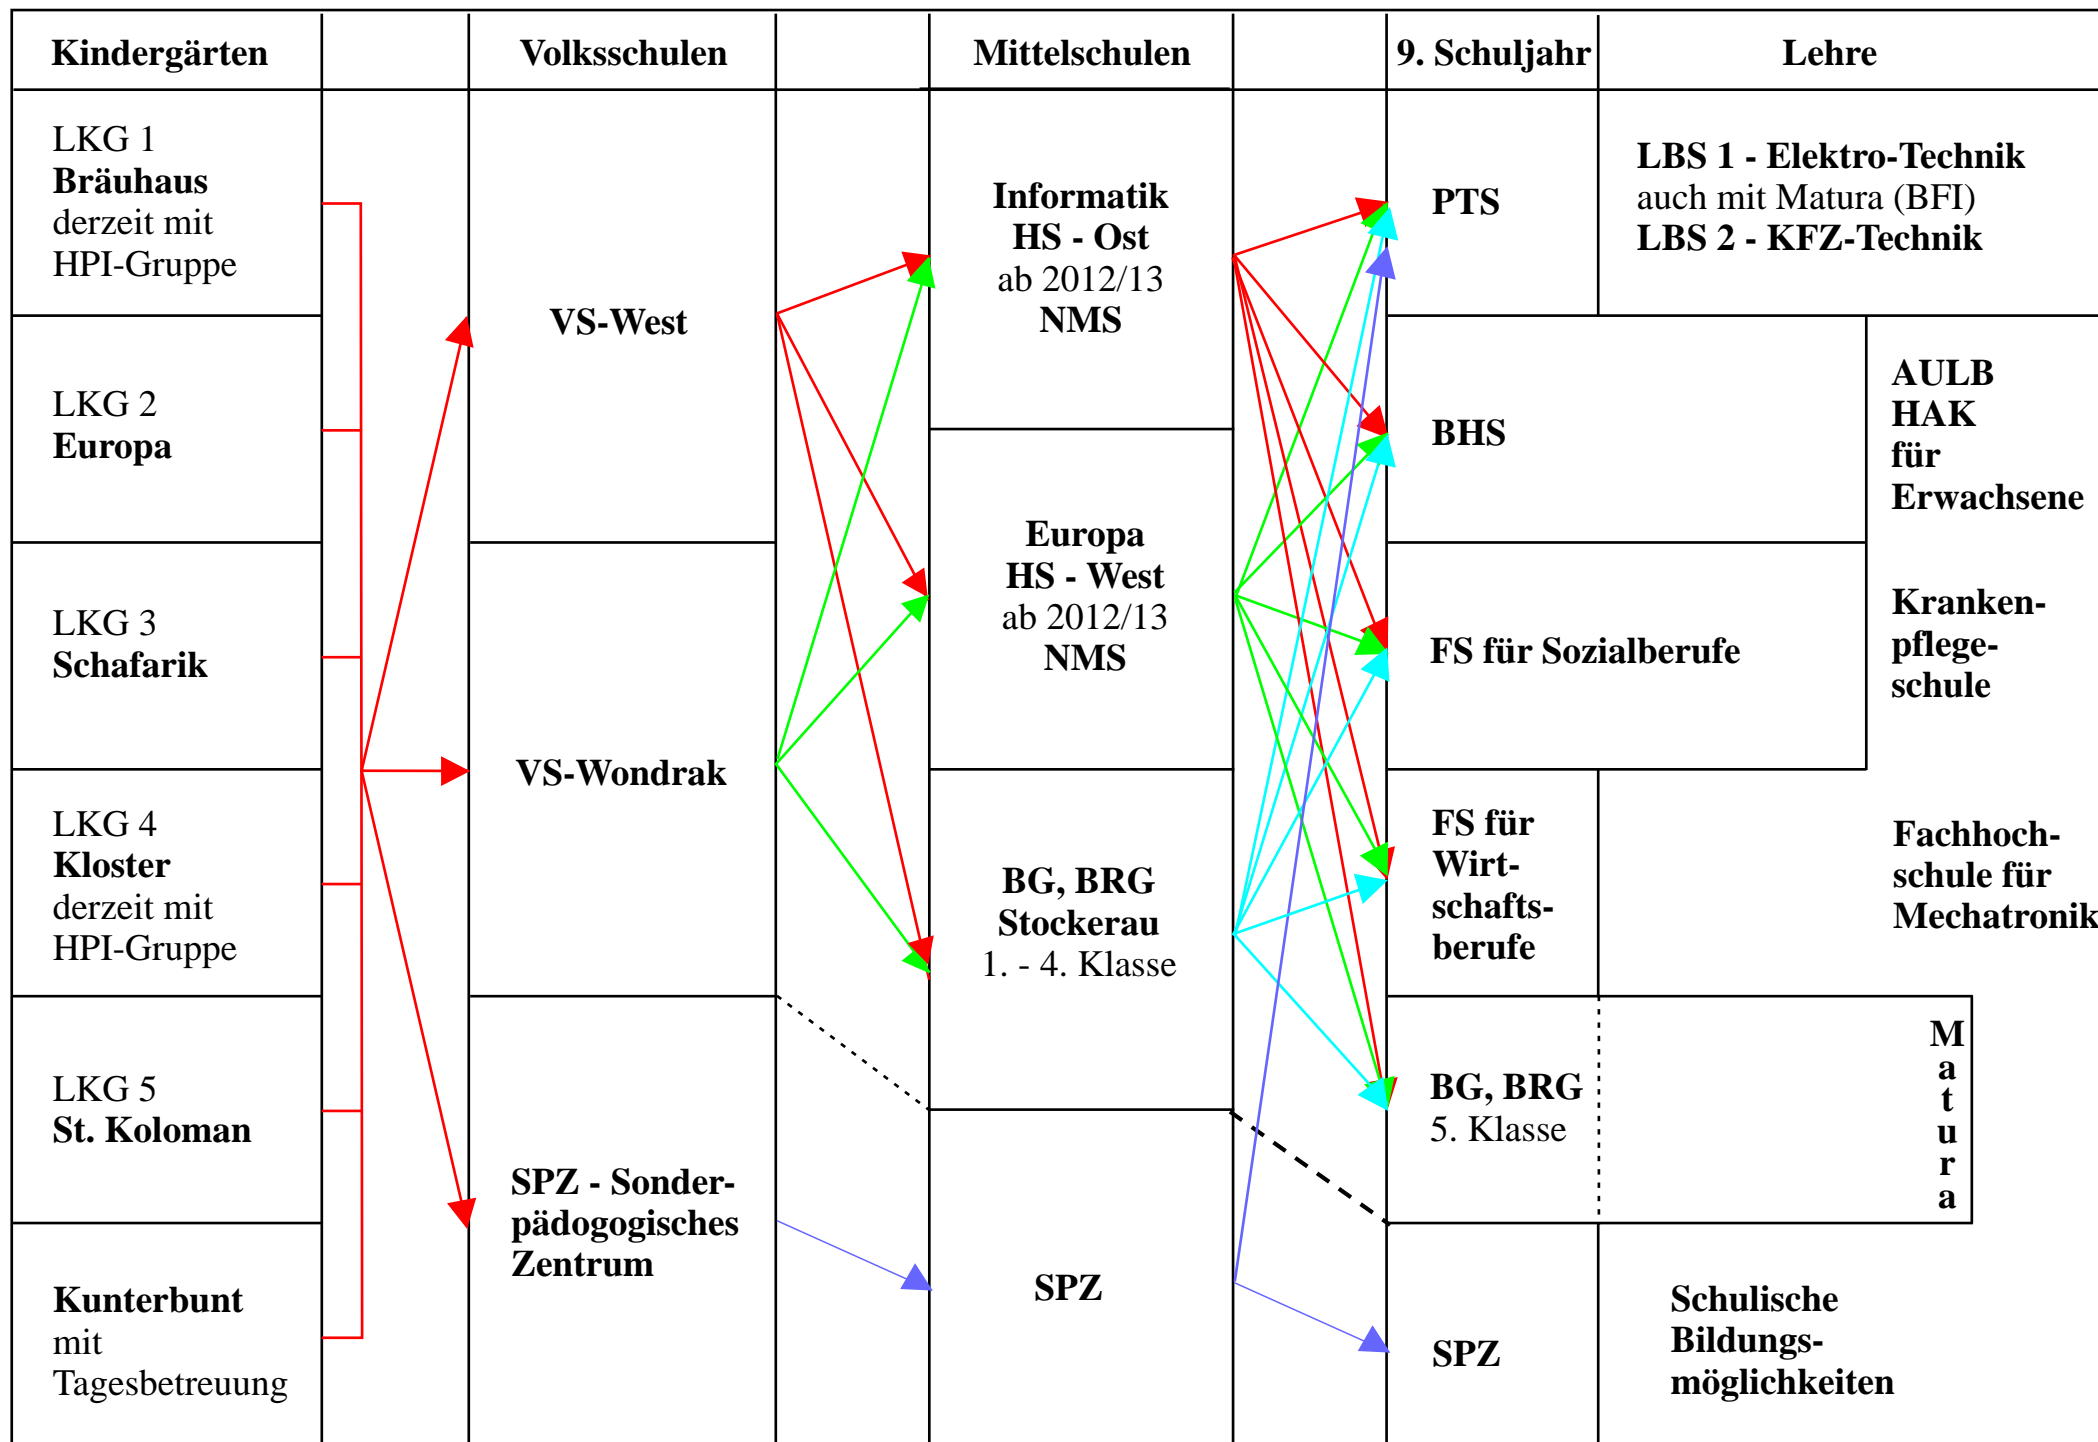 Kindergärten
Volksschulen
Mittelschulen
9. Schuljahr
Lehre
LKG 1
Bräuhaus
derzeit mit
HPI-Gruppe
LKG 2
Europa
LKG 3
Schafarik
LKG 4
Kloster
derzeit mit
HPI-Gruppe
LKG 5
St. Koloman
Kunterbunt
mit
Tagesbetreuung
VS-West
VS-Wondrak
SPZ - Sonder-
pädogogisches
Zentrum
Informatik
HS - Ost
ab 2012/13
NMS
Europa
HS - West
ab 2012/13
NMS
BG, BRG
Stockerau
1. - 4. Klasse
SPZ
PTS
BHS
FS für Sozialberufe
FS für
Wirt-
schafts-
berufe
BG, BRG
5. Klasse
SPZ
LBS 1 - Elektro-Technik
auch mit Matura (BFI)
LBS 2 - KFZ-Technik
AULB
HAK
für
Erwachsene
Kranken-
pflege-
schule
Fachhoch-
schule für
Mechatronik
M
a
t
u
r
a
Schulische
Bildungs-
möglichkeiten